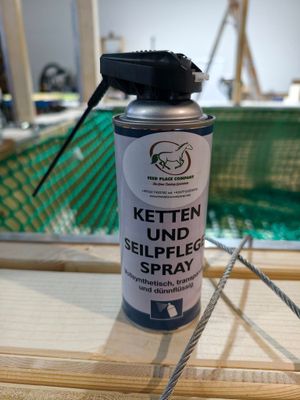 FEED PLACE COMPANY
KETTEN
UND
SEILPFLEGE
SPRAY
vollsynthetisch, transparent
und dünnflüssig